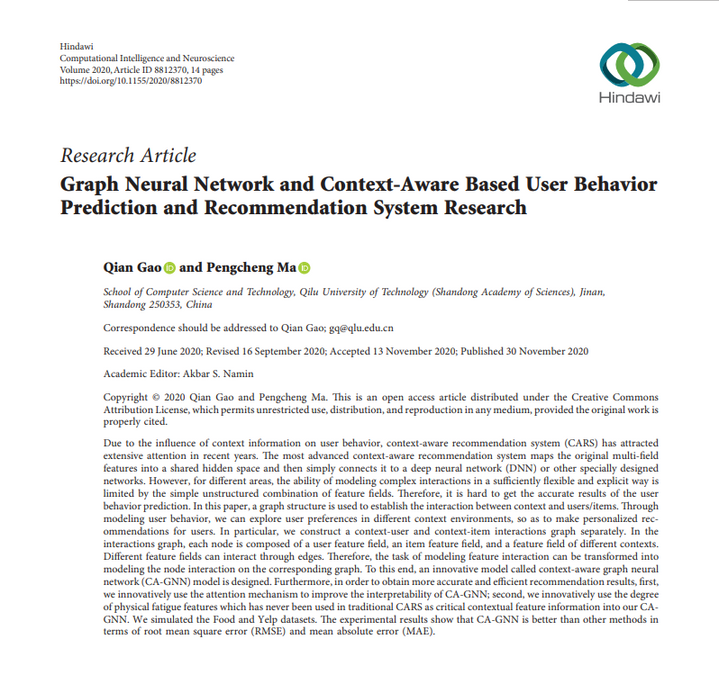 Hindawi
Computational Intelligence and Neuroscience
Volume 2020, Article ID 8812370, 14 pages
https://doi.org/10.1155/2020/8812370
Hindawi
Research Article
Graph Neural Network and Context-Aware Based User Behavior
Prediction and Recommendation System Research
Qian Gao iD and Pengcheng Ma iD
School of Computer Science and Technology, Qilu University of Technology (Shandong Academy of Sciences), Jinan,
Shandong 250353, China
Correspondence should be addressed to Qian Gao; gq@qlu.edu.cn
Received 29 June 2020; Revised 16 September 2020; Accepted 13 November 2020; Published 30 November 2020
Academic Editor: Akbar S. Namin
Copyright © 2020 Qian Gao and Pengcheng Ma. This is an open access article distributed under the Creative Commons
Attribution License, which permits unrestricted use, distribution, and reproduction in any medium, provided the original work is
properly cited.
Due to the influence of context information on user behavior, context-aware recommendation system (CARS) has attracted
extensive attention in recent years. The most advanced context-aware recommendation system maps the original multi-field
features into a shared hidden space and then simply connects it to a deep neural network (DNN) or other specially designed
networks. However, for different areas, the ability of modeling complex interactions in a sufficiently flexible and explicit way is
limited by the simple unstructured combination of feature fields. Therefore, it is hard to get the accurate results of the user
behavior prediction. In this paper, a graph structure is used to establish the interaction between context and users/items. Through
modeling user behavior, we can explore user preferences in different context environments, so as to make personalized rec-
ommendations for users. In particular, we construct a context-user and context-item interactions graph separately. In the
interactions graph, each node is composed of a user feature field, an item feature field, and a feature field of different contexts.
Different feature fields can interact through edges. Therefore, the task of modeling feature interaction can be transformed into
modeling the node interaction on the corresponding graph. To this end, an innovative model called context-aware graph neural
network (CA-GNN) model is designed. Furthermore, in order to obtain more accurate and efficient recommendation results, first,
we innovatively use the attention mechanism to improve the interpretability of CA-GNN; second, we innovatively use the degree
of physical fatigue features which has never been used in traditional CARS as critical contextual feature information into our CA-
GNN. We simulated the Food and Yelp datasets. The experimental results show that CA-GNN is better than other methods in
terms of root mean square error (RMSE) and mean absolute error (MAE).